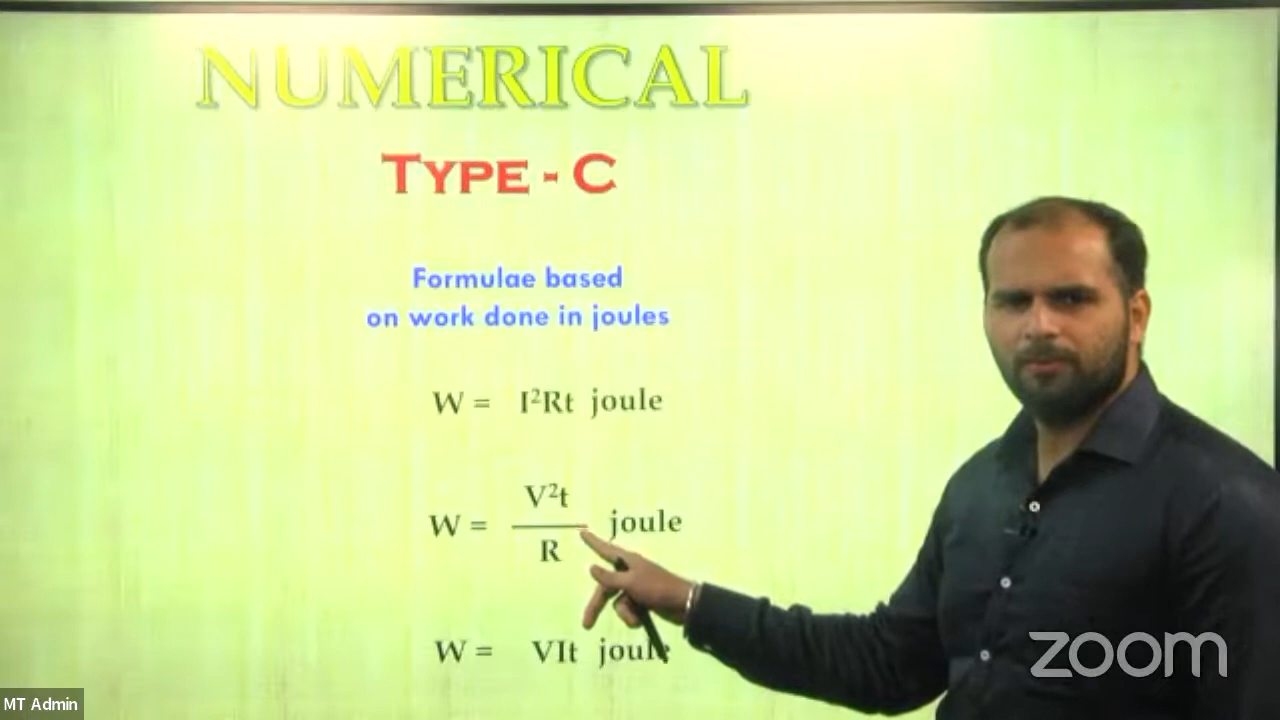 NUMERICAL
TYPE - C
Formulae based
on work done in joules
W = I²Rt joule
W = V²t / R joule
W = VIt joule
zoom
MT Admin